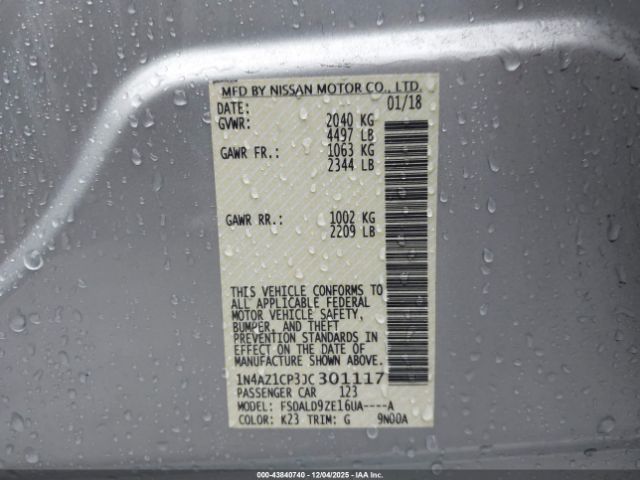 MFD BY NISSAN MOTOR CO., LTD.
DATE: 01/18
GVWR: 2040 KG
4497 LB
GAWR FR.: 1063 KG
2344 LB
GAWR RR.: 1002 KG
2209 LB
THIS VEHICLE CONFORMS TO
ALL APPLICABLE FEDERAL
MOTOR VEHICLE SAFETY,
BUMPER, AND THEFT
PREVENTION STANDARDS IN
EFFECT ON THE DATE OF
MANUFACTURE SHOWN ABOVE.
1N4AZ1CP3JC301117
PASSENGER CAR 123
MODEL: FSDALD9ZE16UA----A
COLOR: K23 TRIM: G 9N00A
000-43840740 - 12/04/2025 - IAAI.COM